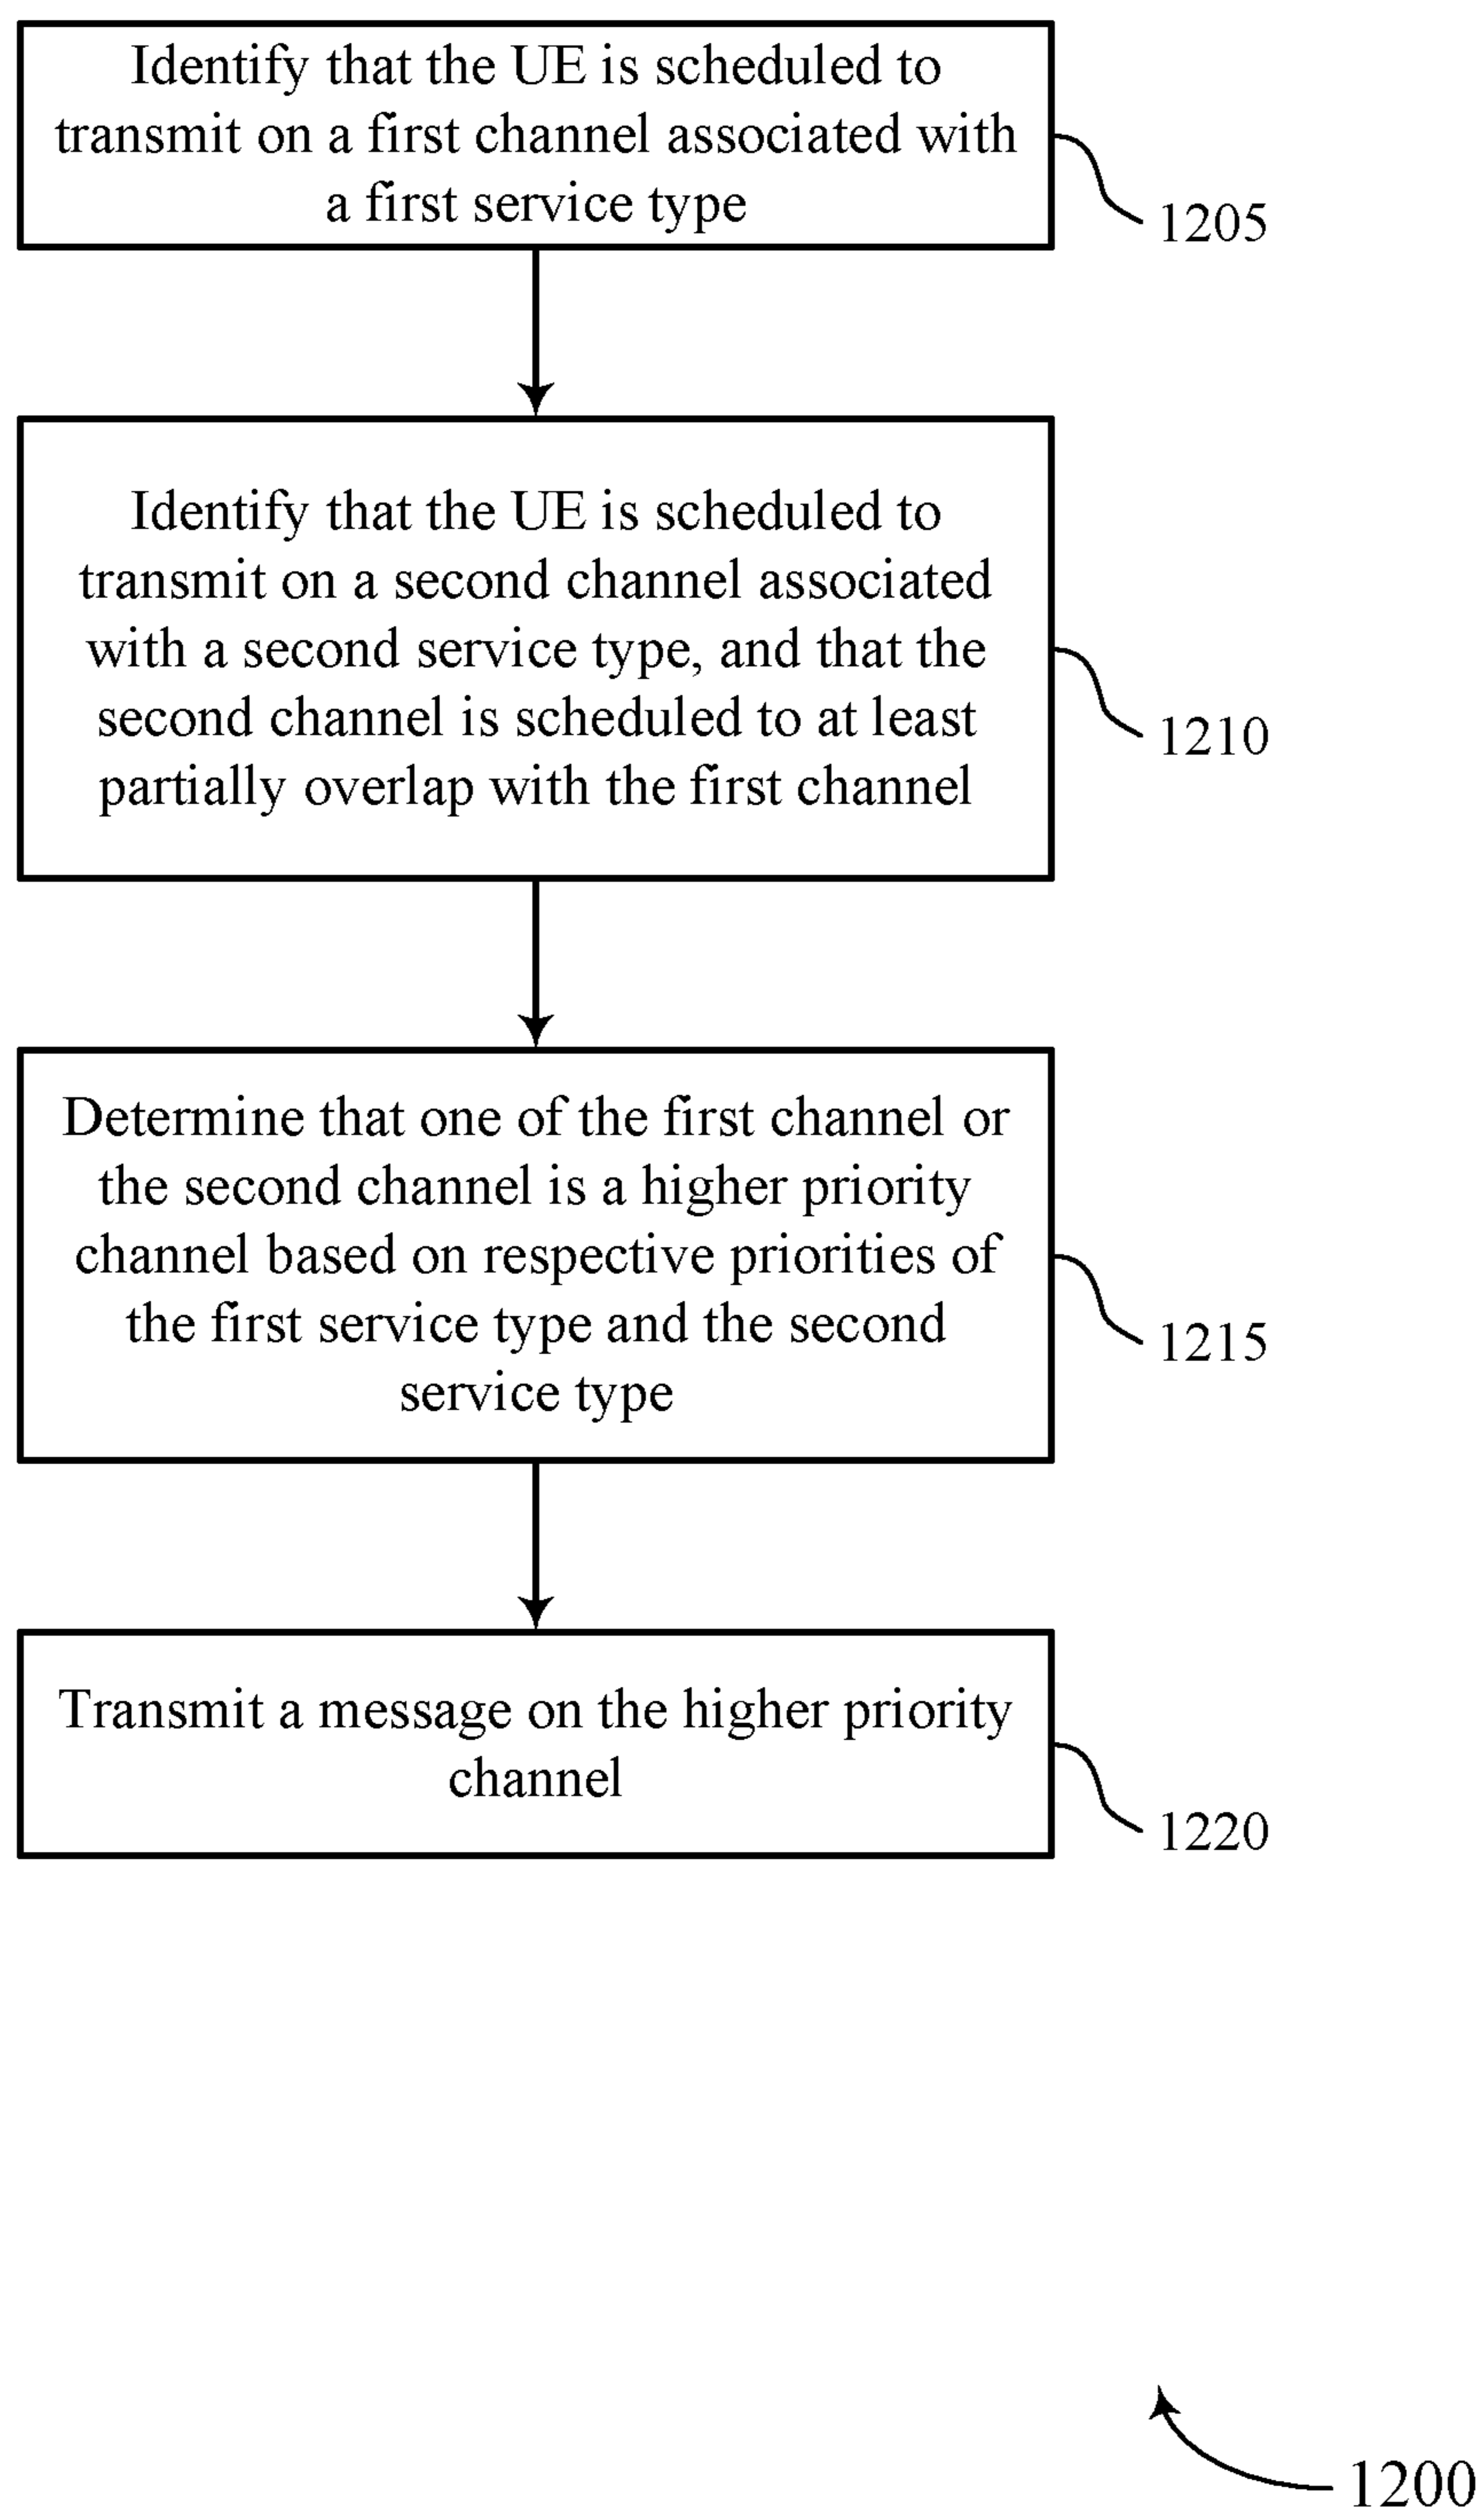 Identify that the UE is scheduled to
transmit on a first channel associated with
a first service type
1205
Identify that the UE is scheduled to
transmit on a second channel associated
with a second service type, and that the
second channel is scheduled to at least
partially overlap with the first channel
1210
Determine that one of the first channel or
the second channel is a higher priority
channel based on respective priorities of
the first service type and the second
service type
1215
Transmit a message on the higher priority
channel
1220
1200